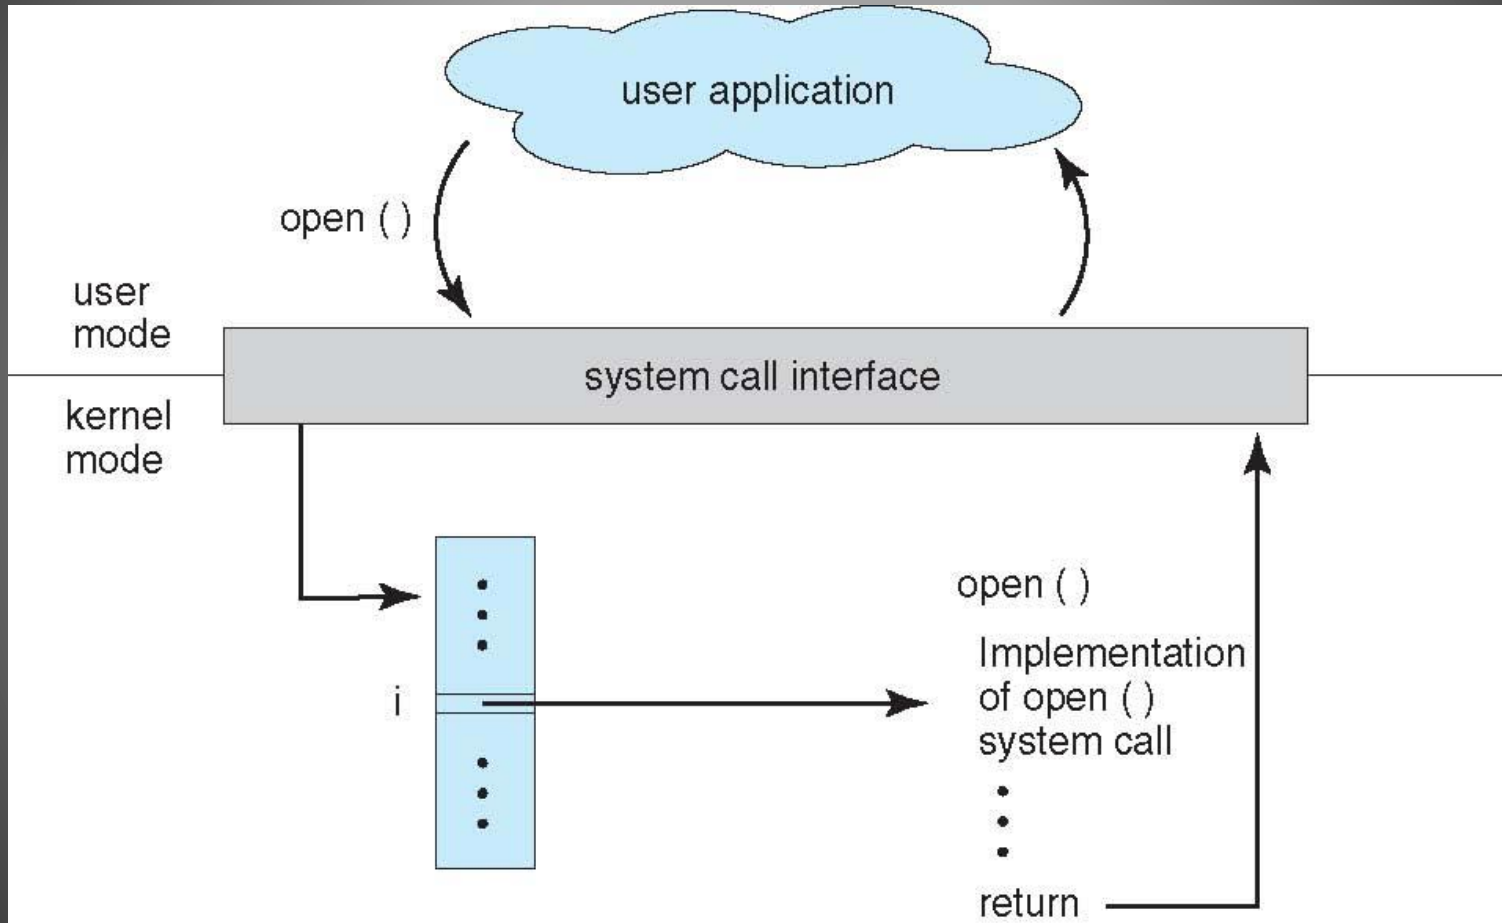 user application
open ( )
user
mode
system call interface
kernel
mode
open ( )
Implementation
of open ( )
system call
i
return